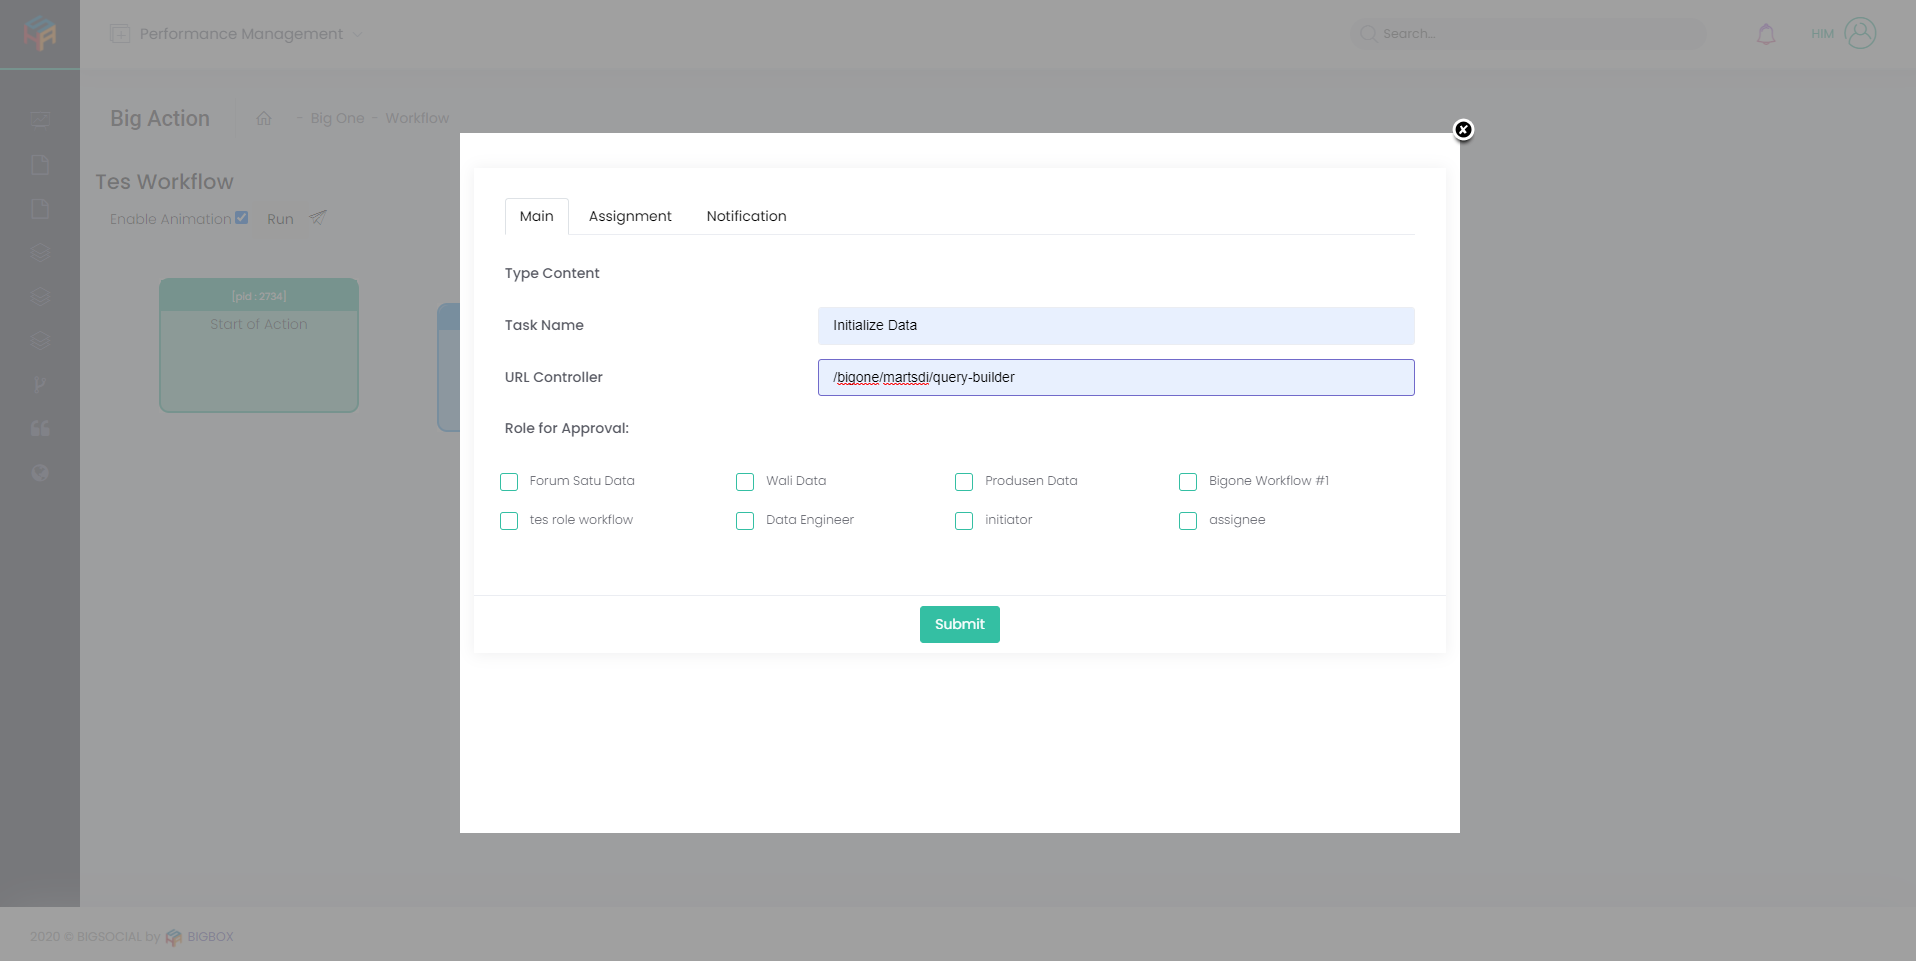 Performance Management
Search...
HIM
Big Action
- Big One - Workflow
Tes Workflow
Enable Animation
Run
[pid : 2734]
Start of Action
Main
Assignment
Notification
Type Content
Task Name
Initialize Data
URL Controller
/bigone/martsdi/query-builder
Role for Approval:
Forum Satu Data
Wali Data
Produsen Data
Bigone Workflow #1
tes role workflow
Data Engineer
initiator
assignee
Submit
2020 © BIGSOCIAL by BIGBOX